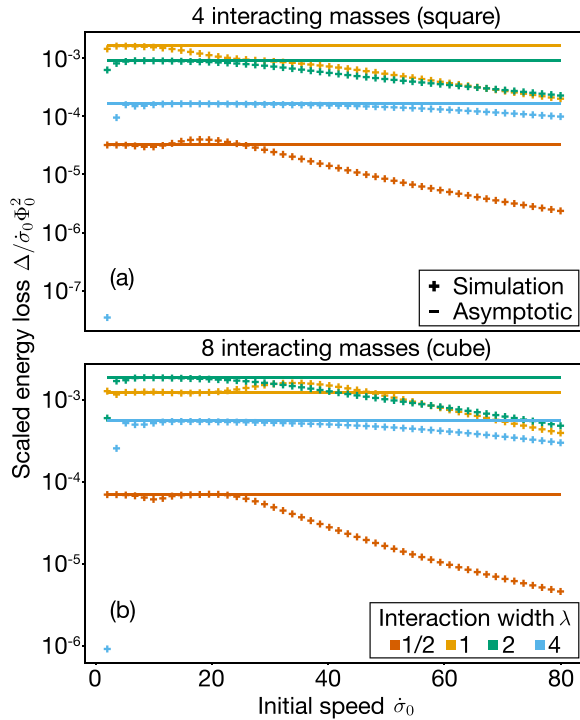 4 interacting masses (square)
10⁻³
10⁻⁴
10⁻⁵
10⁻⁶
10⁻⁷
(a)
Simulation
Asymptotic
Scaled energy loss Δ/σ̇₀Φ₀²
8 interacting masses (cube)
10⁻³
10⁻⁴
10⁻⁵
10⁻⁶
(b)
Interaction width λ
1/2 1 2 4
0 20 40 60 80
Initial speed σ̇₀